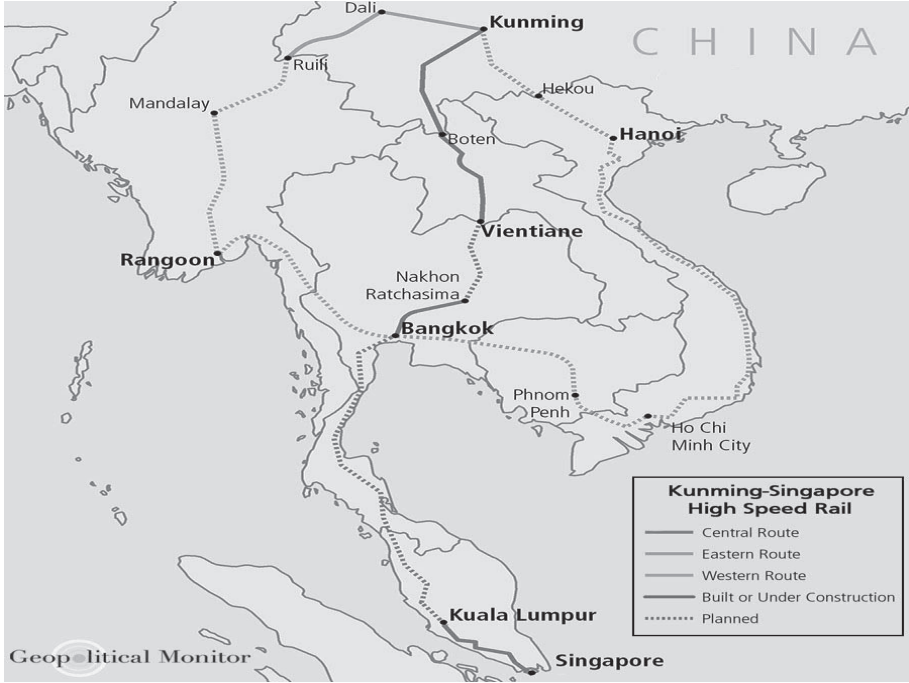 Dali
Kunming
CHINA
Ruili
Hekou
Mandalay
Hanoi
Boten
Vientiane
Rangoon
Nakhon
Ratchasima
Bangkok
Phnom
Penh
Ho Chi
Minh City
Kunming-Singapore
High Speed Rail
Central Route
Eastern Route
Western Route
Built or Under Construction
Planned
Kuala Lumpur
Geopolitical Monitor
Singapore